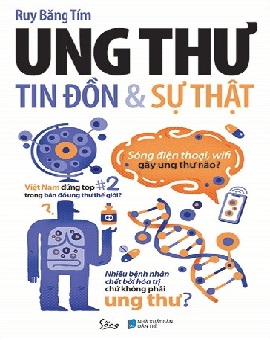 Ruy Băng Tím
UNG THƯ
TIN ĐỒN & SỰ THẬT
Sóng điện thoại, wifi
gây ung thư não?
Việt Nam đứng top #2
trong bản đồ ung thư thế giới?
Nhiều bệnh nhân
chết bởi hóa trị
chứ không phải
ung thư?